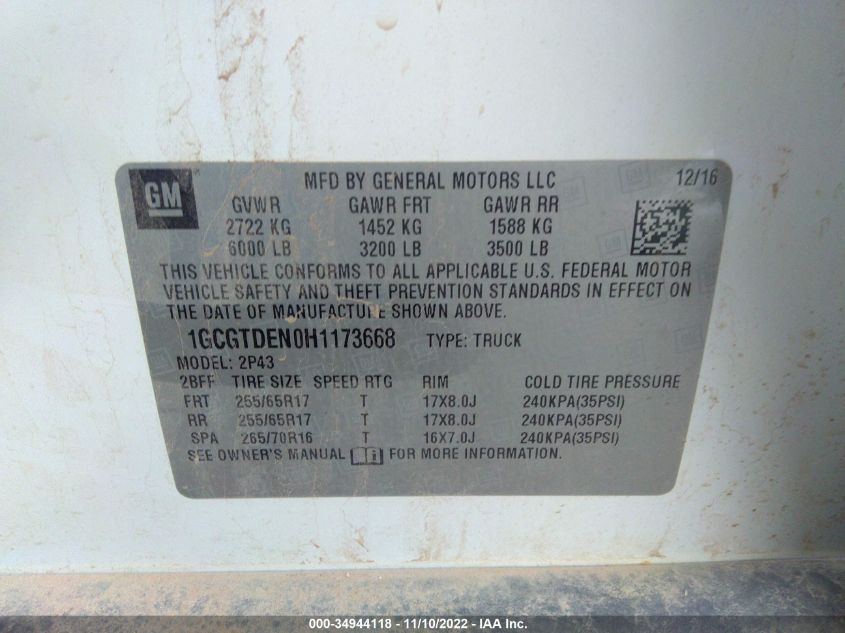 GM
MFD BY GENERAL MOTORS LLC 12/16
GVWR GAWR FRT GAWR RR
2722 KG 1452 KG 1588 KG
6000 LB 3200 LB 3500 LB
THIS VEHICLE CONFORMS TO ALL APPLICABLE U.S. FEDERAL MOTOR
VEHICLE SAFETY AND THEFT PREVENTION STANDARDS IN EFFECT ON
THE DATE OF MANUFACTURE SHOWN ABOVE.
1GCGTDEN0H1173668 TYPE: TRUCK
MODEL: 2P43
2BFF TIRE SIZE SPEED RTG RIM COLD TIRE PRESSURE
FRT 255/65R17 T 17X8.0J 240KPA(35PSI)
RR 255/65R17 T 17X8.0J 240KPA(35PSI)
SPA 265/70R16 T 16X7.0J 240KPA(35PSI)
SEE OWNER'S MANUAL FOR MORE INFORMATION.
000-34944118 - 11/10/2022 - IAA Inc.